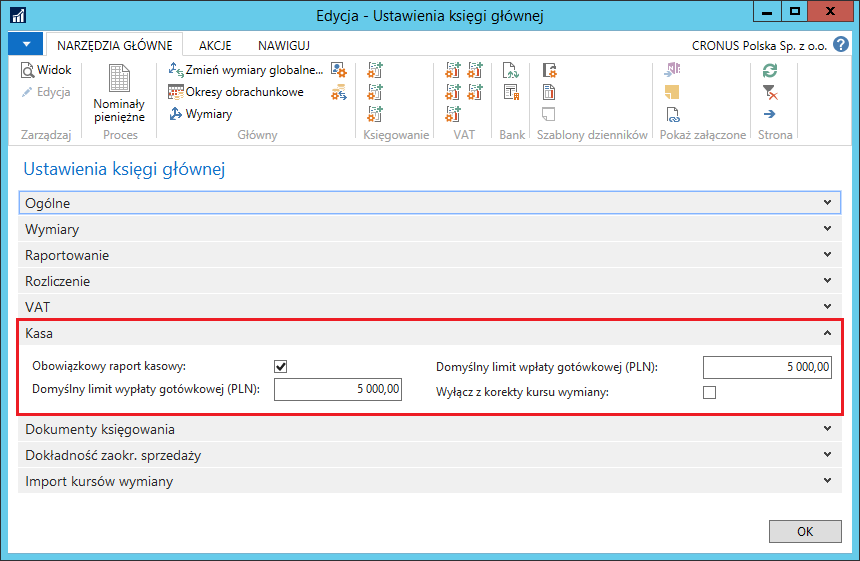 Edycja - Ustawienia księgi głównej
NARZĘDZIA GŁÓWNE AKCJE NAWIGUJ CRONUS Polska Sp. z o.o. ?
Widok
Edycja
Zarządzaj
Nominały
pieniężne
Proces
Zmień wymiary globalne...
Okresy obrachunkowe
Wymiary
Główny
Księgowanie
VAT
Bank
Szablony dzienników
Pokaż załączone
Strona
Ustawienia księgi głównej
Ogólne
Wymiary
Raportowanie
Rozliczenie
VAT
Kasa
Obowiązkowy raport kasowy: Domyślny limit wpłaty gotówkowej (PLN): 5 000,00
Domyślny limit wypłaty gotówkowej (PLN): 5 000,00 Wyłącz z korekty kursu wymiany:
Dokumenty księgowania
Dokładność zaokr. sprzedaży
Import kursów wymiany
OK